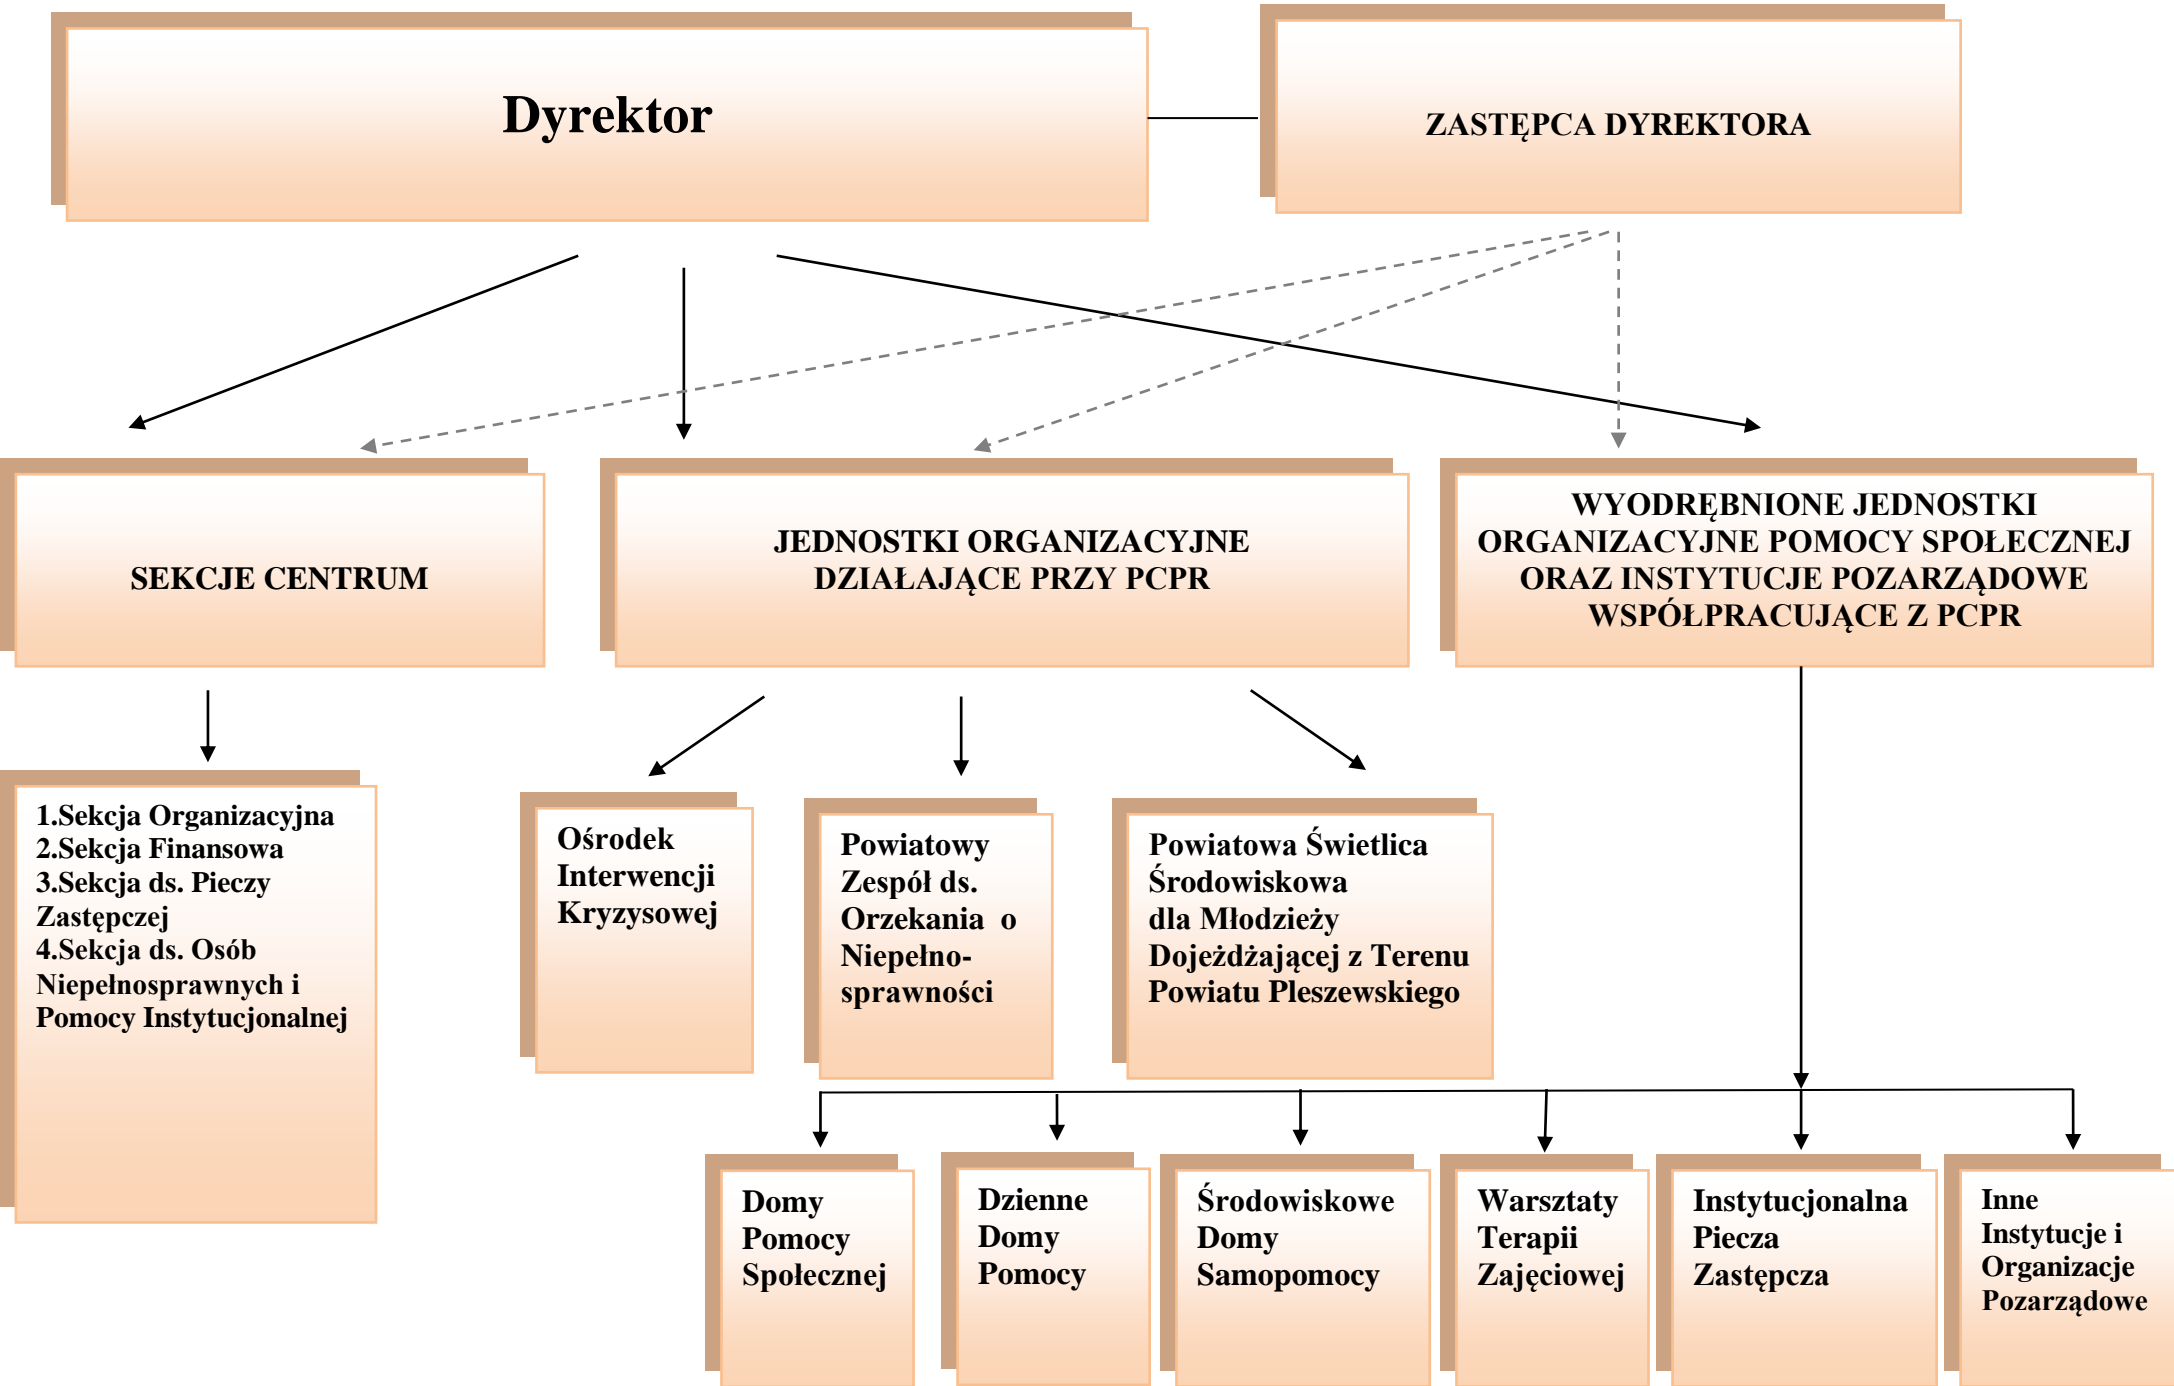 Dyrektor
ZASTĘPCA DYREKTORA
SEKCJE CENTRUM
JEDNOSTKI ORGANIZACYJNE
DZIAŁAJĄCE PRZY PCPR
WYODRĘBNIONE JEDNOSTKI
ORGANIZACYJNE POMOCY SPOŁECZNEJ
ORAZ INSTYTUCJE POZARZĄDOWE
WSPÓŁPRACUJĄCE Z PCPR
1.Sekcja Organizacyjna
2.Sekcja Finansowa
3.Sekcja ds. Pieczy
Zastępczej
4.Sekcja ds. Osób
Niepełnosprawnych i
Pomocy Instytucjonalnej
Ośrodek
Interwencji
Kryzysowej
Powiatowy
Zespół ds.
Orzekania o
Niepełno-
sprawności
Powiatowa Świetlica
Środowiskowa
dla Młodzieży
Dojeżdżającej z Terenu
Powiatu Pleszewskiego
Domy
Pomocy
Społecznej
Dzienne
Domy
Pomocy
Środowiskowe
Domy
Samopomocy
Warsztaty
Terapii
Zajęciowej
Instytucjonalna
Piecza
Zastępcza
Inne
Instytucje i
Organizacje
Pozarządowe